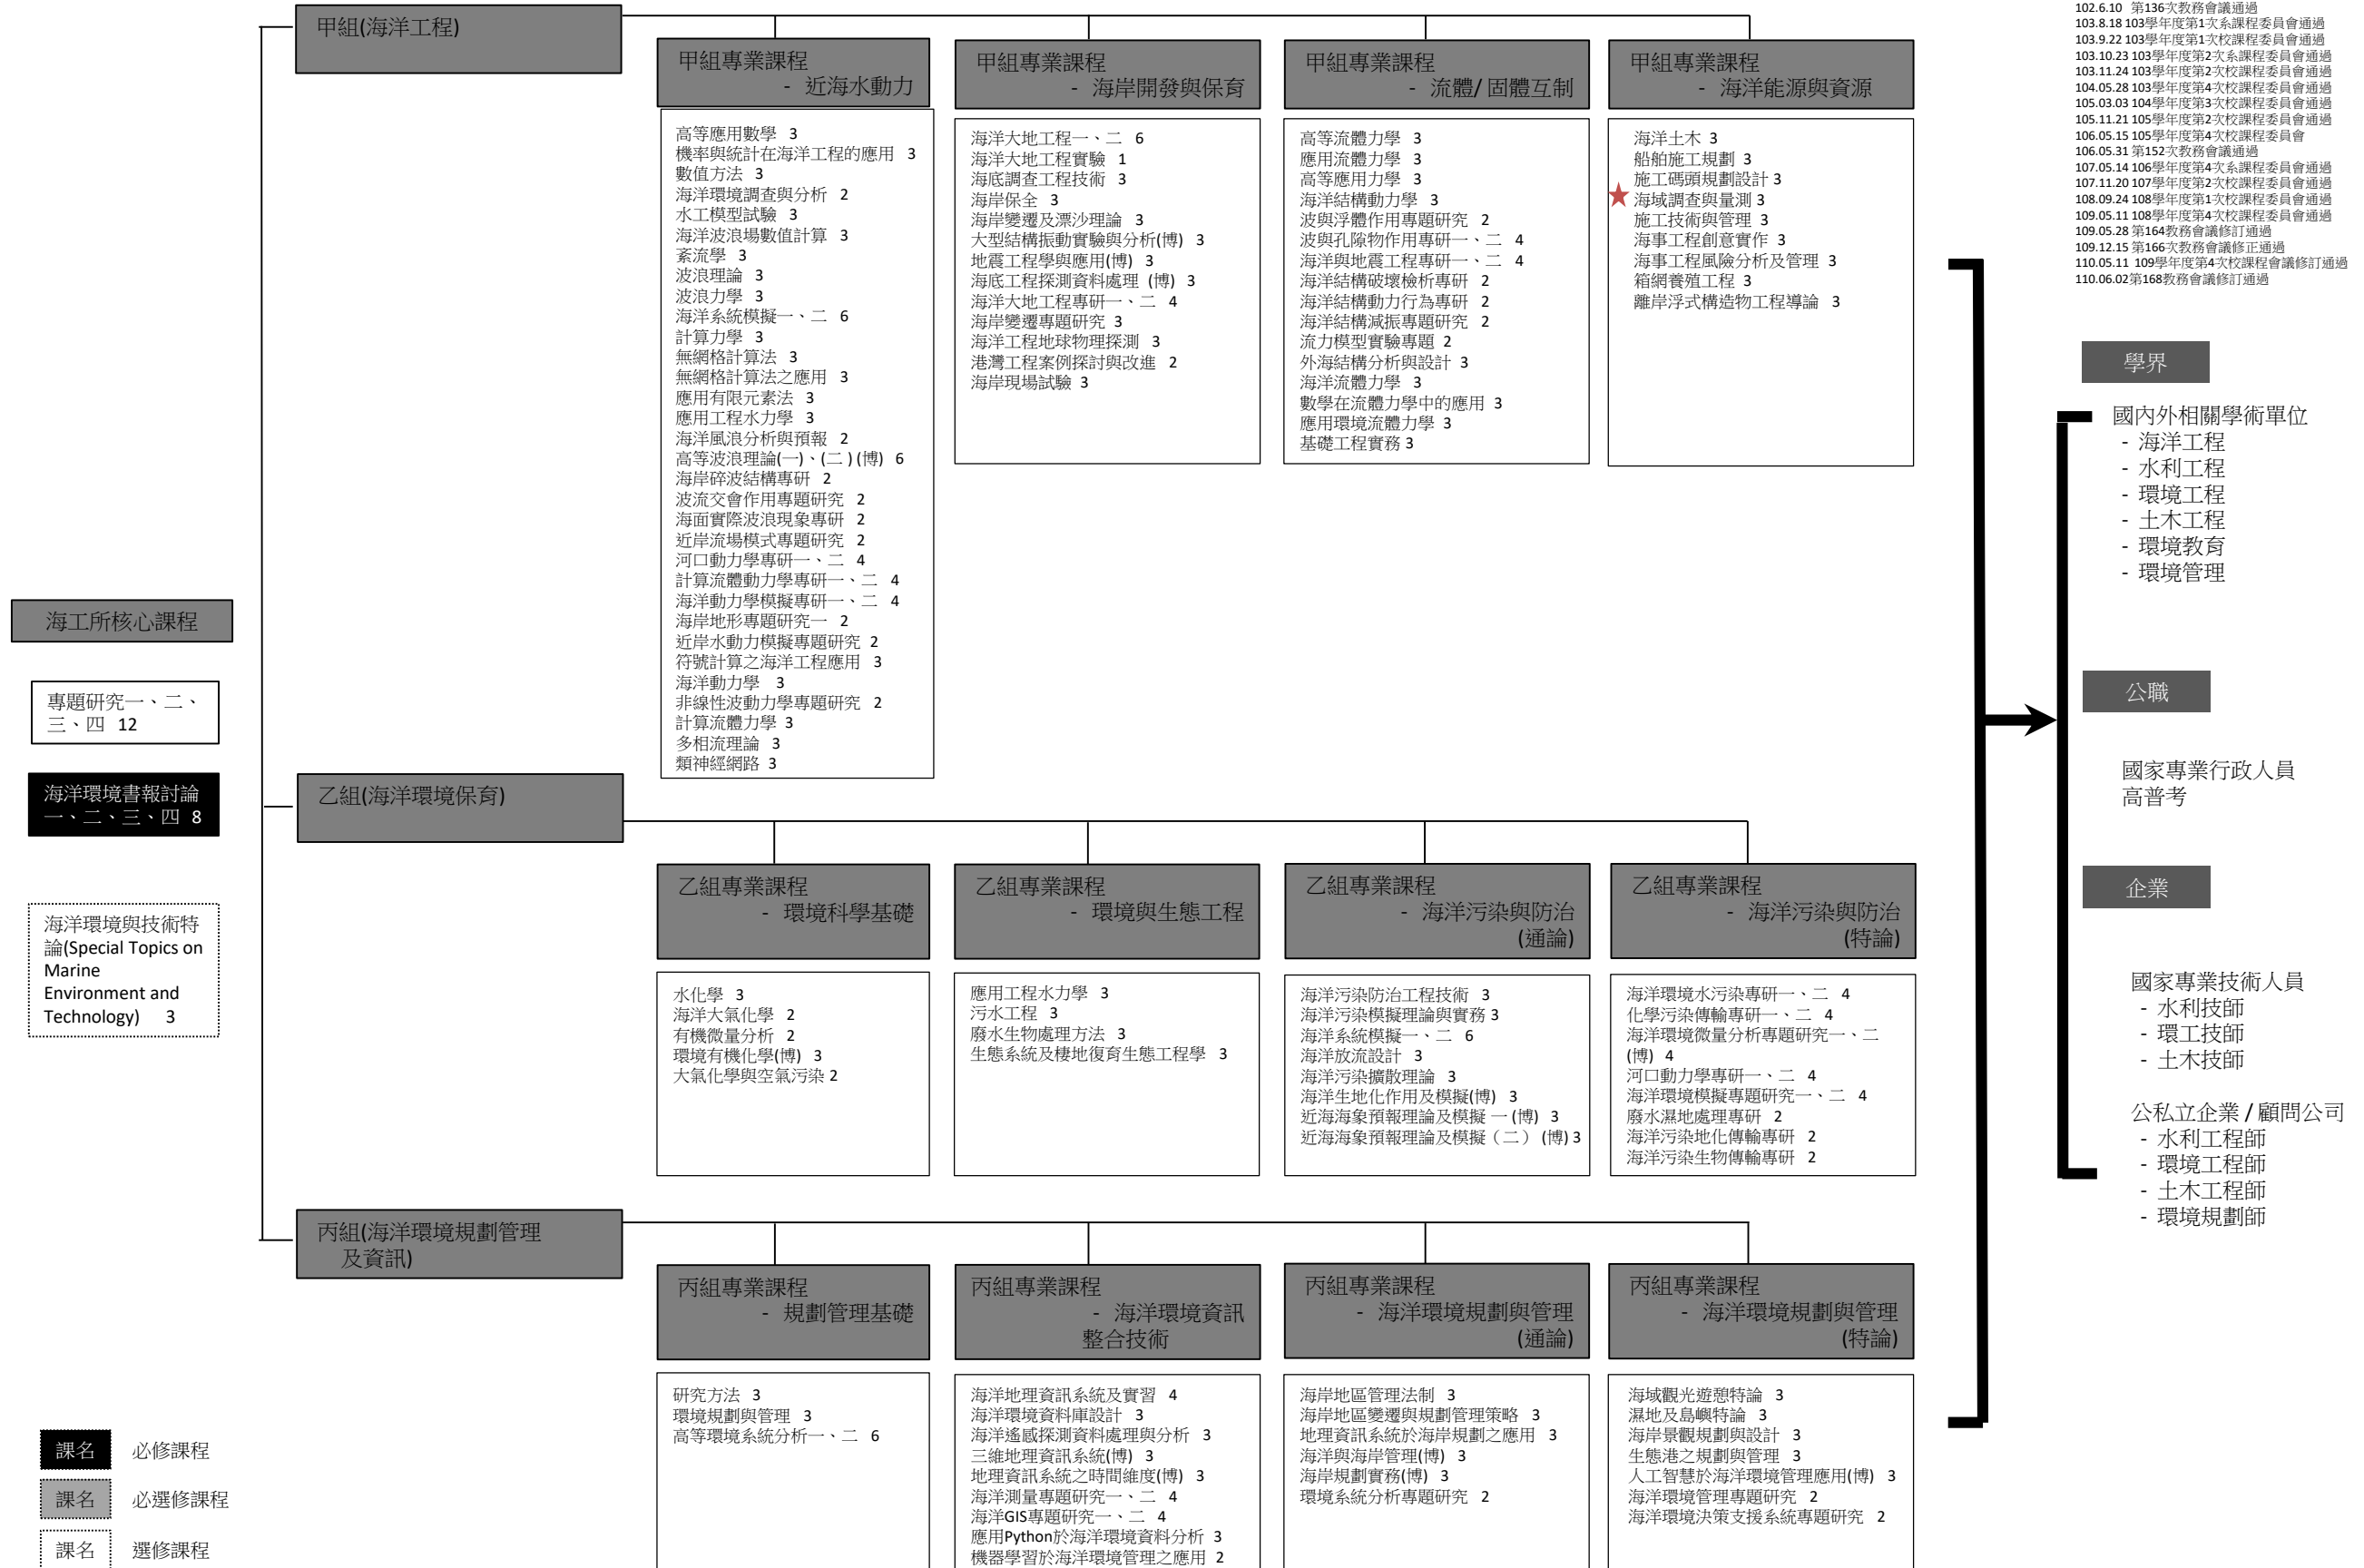 102.6.10 第136次教務會議通過
103.8.18 103學年度第1次系課程委員會通過
103.9.22 103學年度第1次校課程委員會通過
103.10.23 103學年度第2次系課程委員會通過
103.11.24 103學年度第2次校課程委員會通過
104.05.28 103學年度第4次校課程委員會通過
105.03.03 104學年度第3次校課程委員會通過
105.11.21 105學年度第2次校課程委員會通過
106.05.15 105學年度第4次校課程委員會
106.05.31 第152次教務會議通過
107.05.14 106學年度第4次系課程委員會通過
107.11.20 107學年度第2次校課程委員會通過
108.09.24 108學年度第1次校課程委員會通過
109.05.11 108學年度第4次校課程委員會通過
109.05.28 第164教務會議修訂通過
109.12.15 第166次教務會議修正通過
110.05.11 109學年度第4次校課程會議修訂通過
110.06.02第168教務會議修訂通過
海工所核心課程
專題研究一、二、
三、四 12
海洋環境書報討論
一、二、三、四 8
海洋環境與技術特
論(Special Topics on
Marine
Environment and
Technology) 3
甲組(海洋工程)
甲組專業課程
- 近海水動力
高等應用數學 3
機率與統計在海洋工程的應用 3
數值方法 3
海洋環境調查與分析 2
水工模型試驗 3
海洋波浪場數值計算 3
紊流學 3
波浪理論 3
波浪力學 3
海洋系統模擬一、二 6
計算力學 3
無網格計算法 3
無網格計算法之應用 3
應用有限元素法 3
應用工程水力學 3
海洋風浪分析與預報 2
高等波浪理論(一)、(二)(博) 6
海岸碎波結構專研 2
波流交會作用專題研究 2
海面實際波浪現象專研 2
近岸流場模式專題研究 2
河口動力學專研一、二 4
計算流體動力學專研一、二 4
海洋動力學模擬專研一、二 4
海岸地形專題研究一 2
近岸水動力模擬專題研究 2
符號計算之海洋工程應用 3
海洋動力學 3
非線性波動力學專題研究 2
計算流體力學 3
多相流理論 3
類神經網路 3
甲組專業課程
- 海岸開發與保育
海洋大地工程一、二 6
海洋大地工程實驗 1
海底調查工程技術 3
海岸保全 3
海岸變遷及漂沙理論 3
大型結構振動實驗與分析(博) 3
地震工程學與應用(博) 3
海底工程探測資料處理 (博) 3
海洋大地工程專研一、二 4
海岸變遷專題研究 3
海洋工程地球物理探測 3
港灣工程案例探討與改進 2
海岸現場試驗 3
甲組專業課程
- 流體/ 固體互制
高等流體力學 3
應用流體力學 3
高等應用力學 3
海洋結構動力學 3
波與浮體作用專題研究 2
波與孔隙物作用專研一、二 4
海洋與地震工程專研一、二 4
海洋結構破壞檢析專研 2
海洋結構動力行為專研 2
海洋結構減振專題研究 2
流力模型實驗專題 2
外海結構分析與設計 3
海洋流體力學 3
數學在流體力學中的應用 3
應用環境流體力學 3
基礎工程實務 3
甲組專業課程
- 海洋能源與資源
海洋土木 3
船舶施工規劃 3
施工碼頭規劃設計 3
海域調查與量測 3
施工技術與管理 3
海事工程創意實作 3
海事工程風險分析及管理 3
箱網養殖工程 3
離岸浮式構造物工程導論 3
乙組(海洋環境保育)
乙組專業課程
- 環境科學基礎
水化學 3
海洋大氣化學 2
有機微量分析 2
環境有機化學(博) 3
大氣化學與空氣污染 2
乙組專業課程
- 環境與生態工程
應用工程水力學 3
污水工程 3
廢水生物處理方法 3
生態系統及棲地復育生態工程學 3
乙組專業課程
- 海洋污染與防治
(通論)
海洋污染防治工程技術 3
海洋污染模擬理論與實務 3
海洋系統模擬一、二 6
海洋放流設計 3
海洋污染擴散理論 3
海洋生地化作用及模擬(博) 3
近海海象預報理論及模擬 一 (博) 3
近海海象預報理論及模擬（二） (博) 3
乙組專業課程
- 海洋污染與防治
(特論)
海洋環境水污染專研一、二 4
化學污染傳輸專研一、二 4
海洋環境微量分析專題研究一、二
(博) 4
河口動力學專研一、二 4
海洋環境模擬專題研究一、二 4
廢水濕地處理專研 2
海洋污染地化傳輸專研 2
海洋污染生物傳輸專研 2
丙組(海洋環境規劃管理
及資訊)
丙組專業課程
- 規劃管理基礎
研究方法 3
環境規劃與管理 3
高等環境系統分析一、二 6
丙組專業課程
- 海洋環境資訊
整合技術
海洋地理資訊系統及實習 4
海洋環境資料庫設計 3
海洋遙感探測資料處理與分析 3
三維地理資訊系統(博) 3
地理資訊系統之時間維度(博) 3
海洋測量專題研究一、二 4
海洋GIS專題研究一、二 4
應用Python於海洋環境資料分析 3
機器學習於海洋環境管理之應用 2
丙組專業課程
- 海洋環境規劃與管理
(通論)
海岸地區管理法制 3
海岸地區變遷與規劃管理策略 3
地理資訊系統於海岸規劃之應用 3
海洋與海岸管理(博) 3
海岸規劃實務(博) 3
環境系統分析專題研究 2
丙組專業課程
- 海洋環境規劃與管理
(特論)
海域觀光遊憩特論 3
濕地及島嶼特論 3
海岸景觀規劃與設計 3
生態港之規劃與管理 3
人工智慧於海洋環境管理應用(博) 3
海洋環境管理專題研究 2
海洋環境決策支援系統專題研究 2
學界
國內外相關學術單位
- 海洋工程
- 水利工程
- 環境工程
- 土木工程
- 環境教育
- 環境管理
公職
國家專業行政人員
高普考
企業
國家專業技術人員
- 水利技師
- 環工技師
- 土木技師
公私立企業 / 顧問公司
- 水利工程師
- 環境工程師
- 土木工程師
- 環境規劃師
課名 必修課程
課名 必選修課程
課名 選修課程